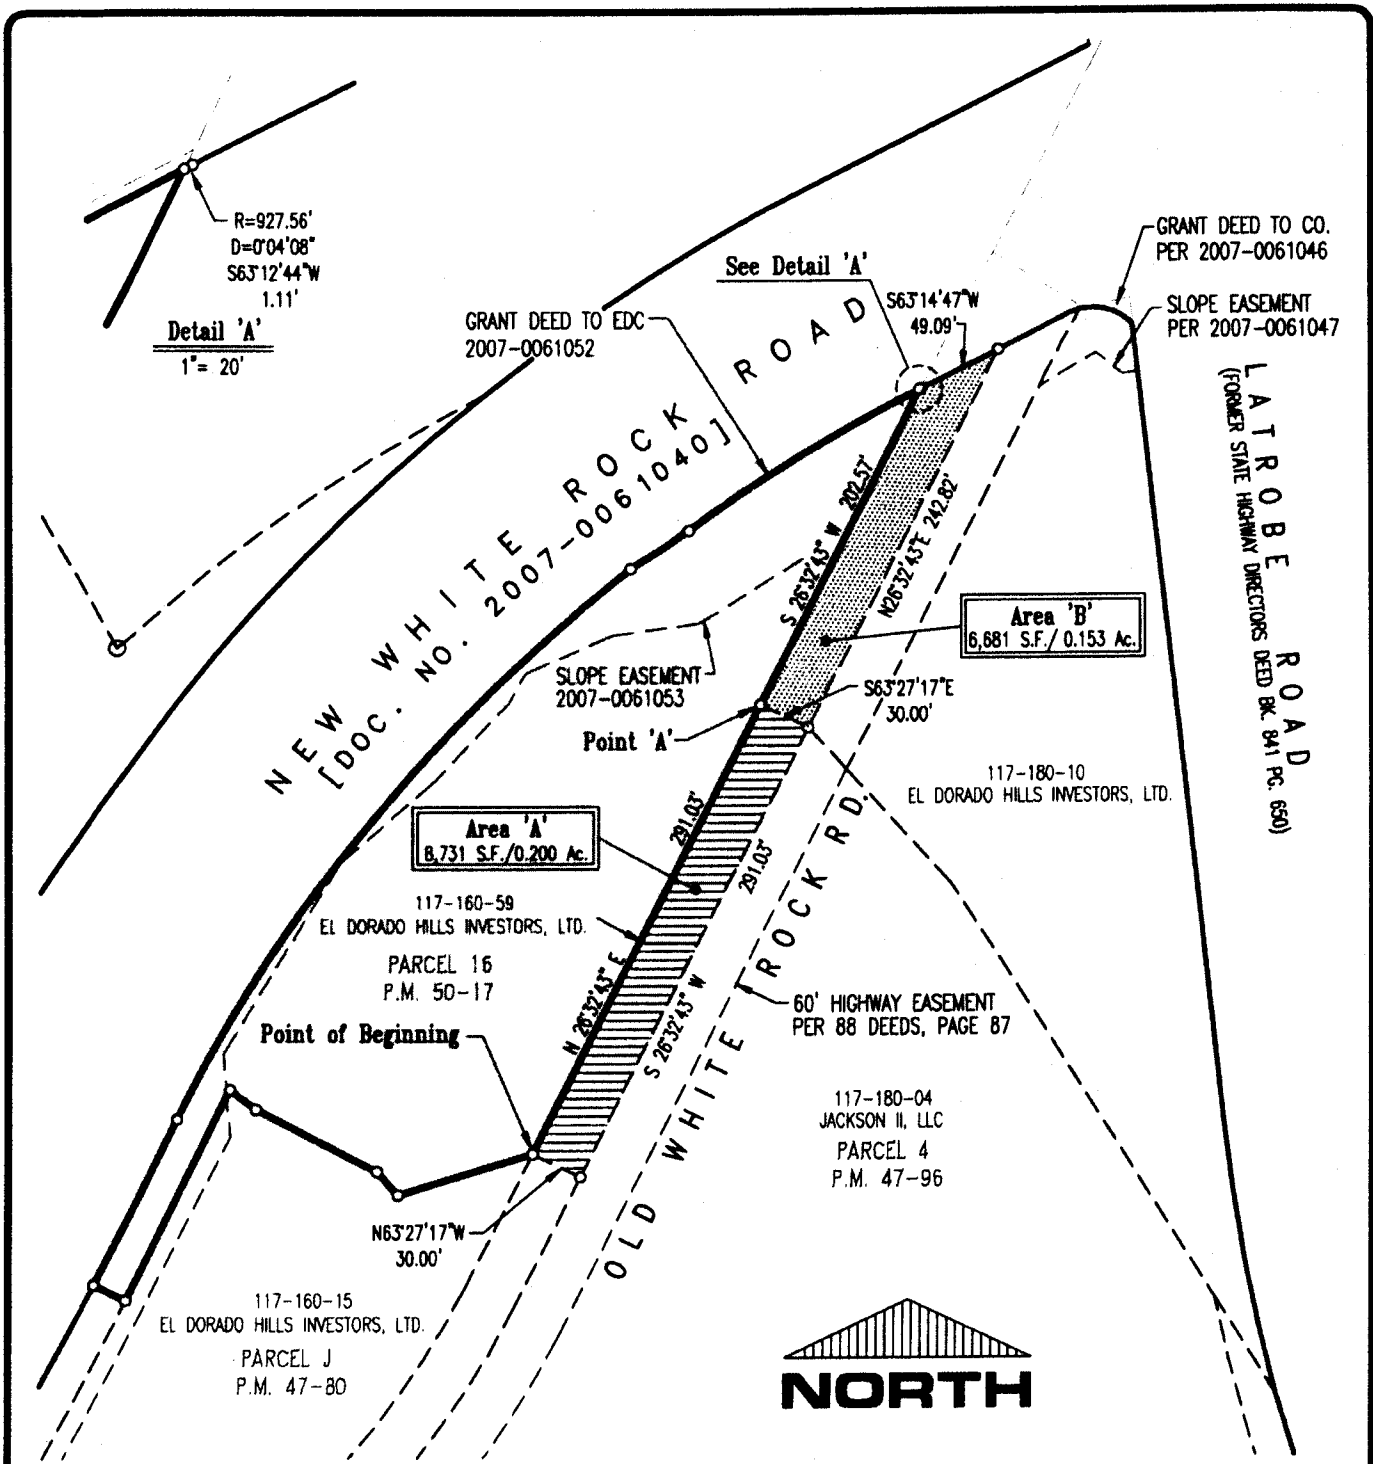 R=927.56'
D=0°04'08"
S63°12'44"W
1.11'
Detail 'A'
1"= 20'
GRANT DEED TO EDC
2007-0061052
See Detail 'A'
S63°14'47"W
49.09'
GRANT DEED TO CO.
PER 2007-0061046
SLOPE EASEMENT
PER 2007-0061047
NEW WHITE ROCK ROAD
[DOC. NO. 2007-0061040]
LATROBE ROAD
(FORMER STATE HIGHWAY DIRECTORS DEED BK. 841 PG. 650)
S 26°32'43" W 202.57'
N26°32'43"E 242.82'
Area 'B'
6,681 S.F./ 0.153 Ac.
SLOPE EASEMENT
2007-0061053
S63°27'17"E
30.00'
Point 'A'
117-180-10
EL DORADO HILLS INVESTORS, LTD.
Area 'A'
8,731 S.F./0.200 Ac.
291.03'
291.03'
117-160-59
EL DORADO HILLS INVESTORS, LTD.
PARCEL 16
P.M. 50-17
N 26°32'43" E
S 26°32'43" W
Point of Beginning
60' HIGHWAY EASEMENT
PER 88 DEEDS, PAGE 87
OLD WHITE ROCK RD.
117-180-04
JACKSON II, LLC
PARCEL 4
P.M. 47-96
N63°27'17"W
30.00'
117-160-15
EL DORADO HILLS INVESTORS, LTD.
PARCEL J
P.M. 47-80
NORTH